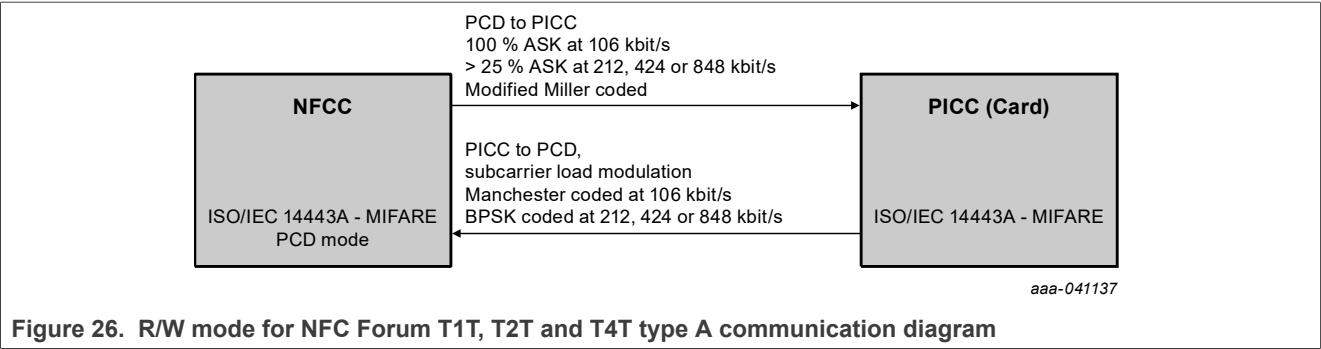 PCD to PICC
100 % ASK at 106 kbit/s
> 25 % ASK at 212, 424 or 848 kbit/s
Modified Miller coded
NFCC
PICC (Card)
PICC to PCD,
subcarrier load modulation
Manchester coded at 106 kbit/s
BPSK coded at 212, 424 or 848 kbit/s
ISO/IEC 14443A - MIFARE
PCD mode
ISO/IEC 14443A - MIFARE
aaa-041137
Figure 26. R/W mode for NFC Forum T1T, T2T and T4T type A communication diagram